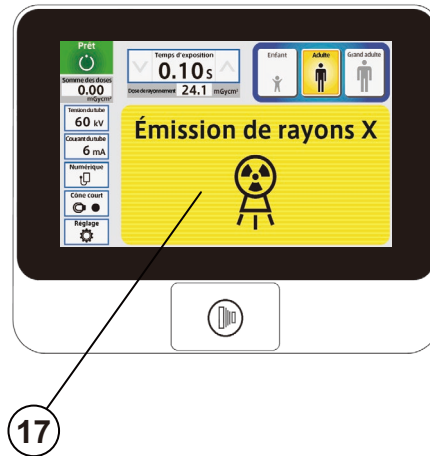 Prêt
Somme des doses
0.00
mGycm²
Tension du tube
60 kV
Courant du tube
6 mA
Numérique
Cône court
Réglage
Temps d'exposition
0.10 s
Dose de rayonnement 24.1 mGycm²
Enfant
Adulte
Grand adulte
Émission de rayons X
17